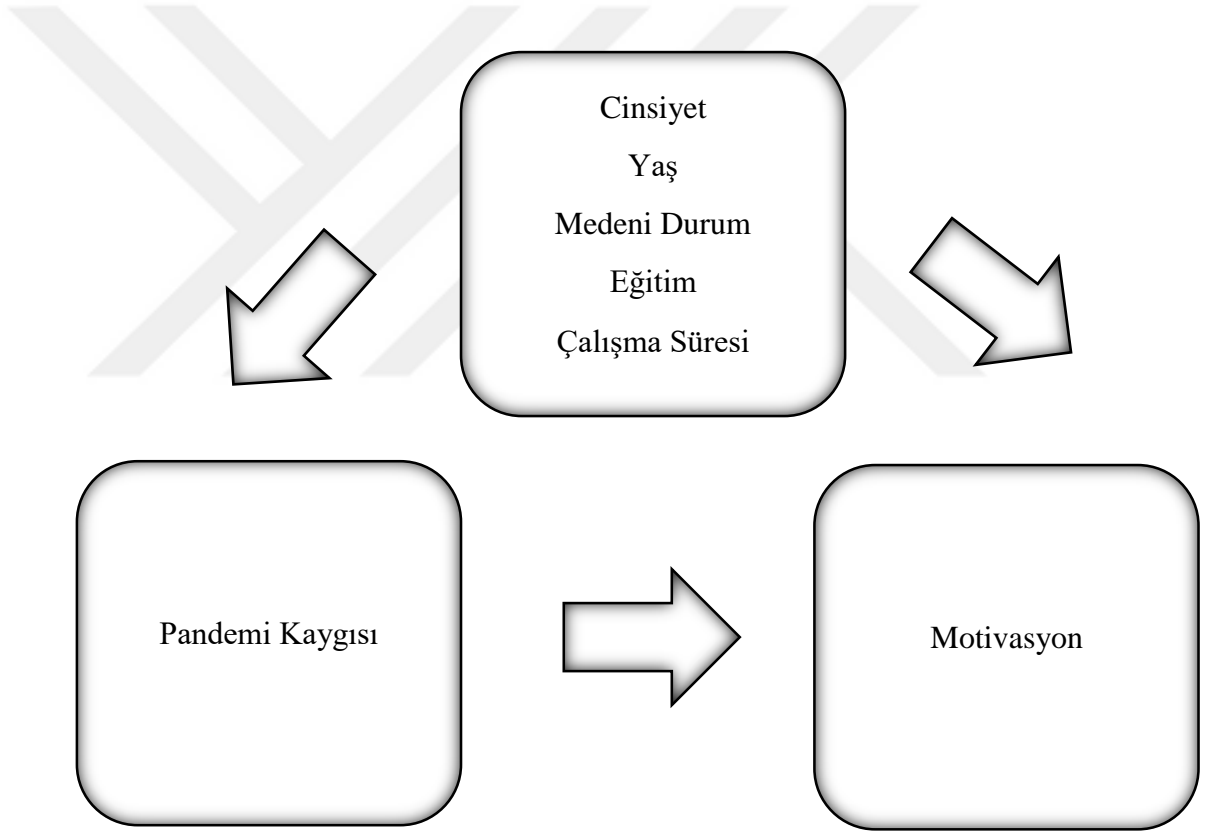 Cinsiyet
Yaş
Medeni Durum
Eğitim
Çalışma Süresi
Pandemi Kaygısı
Motivasyon